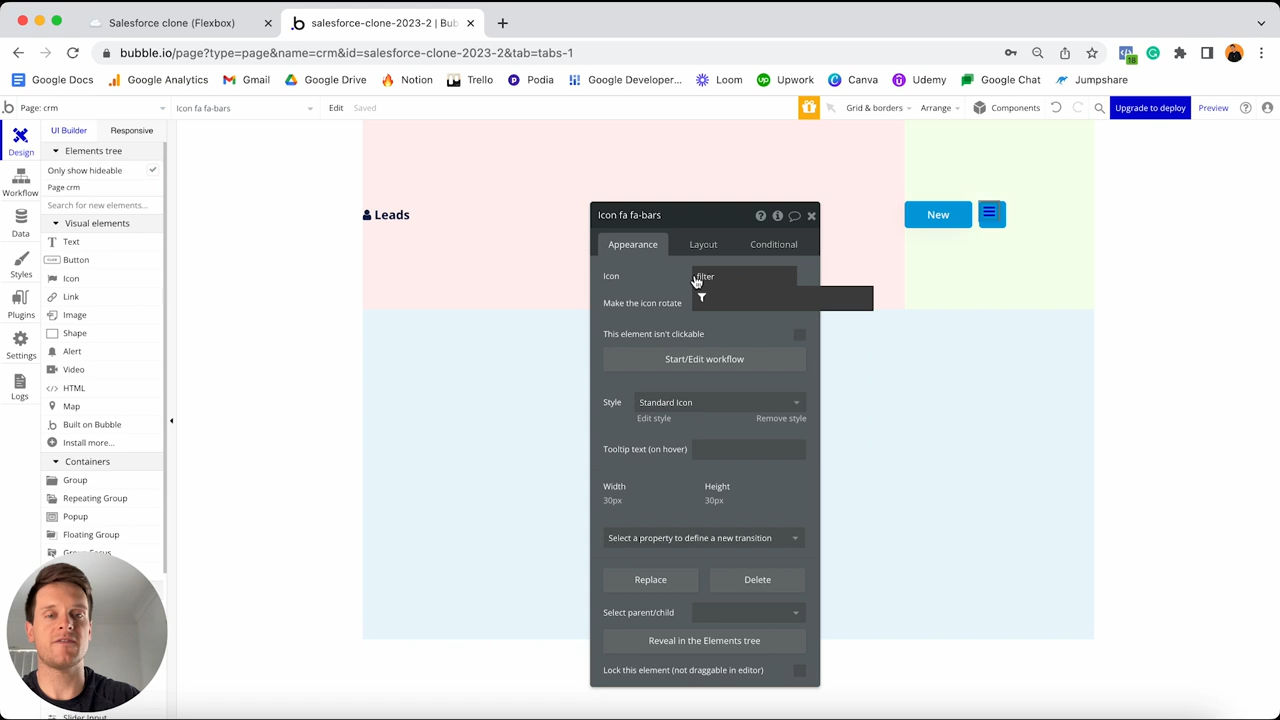 Salesforce clone (Flexbox)
salesforce-clone-2023-2 | Bub
bubble.io/page?type=page&name=crm&id=salesforce-clone-2023-2&tab=tabs-1
18
Google Docs
Google Analytics
Gmail
Google Drive
Notion
Trello
Podia
Google Developer...
Loom
Upwork
Canva
Udemy
Google Chat
Jumpshare
Page: crm
Icon fa fa-bars
Edit
Saved
Grid & borders
Arrange
Components
Upgrade to deploy
Preview
Design
Workflow
Data
Styles
Plugins
Settings
Logs
UI Builder
Responsive
Elements tree
Only show hideable
Page crm
Search for new elements...
Visual elements
Text
Button
Icon
Link
Image
Shape
Alert
Video
HTML
Map
Built on Bubble
Install more...
Containers
Group
Repeating Group
Popup
Floating Group
Group Focus
Slider Input
Leads
New
Icon fa fa-bars
Appearance
Layout
Conditional
Icon
filter
Make the icon rotate
This element isn't clickable
Start/Edit workflow
Style
Standard Icon
Edit style
Remove style
Tooltip text (on hover)
Width
Height
30px
30px
Select a property to define a new transition
Replace
Delete
Select parent/child
Reveal in the Elements tree
Lock this element (not draggable in editor)